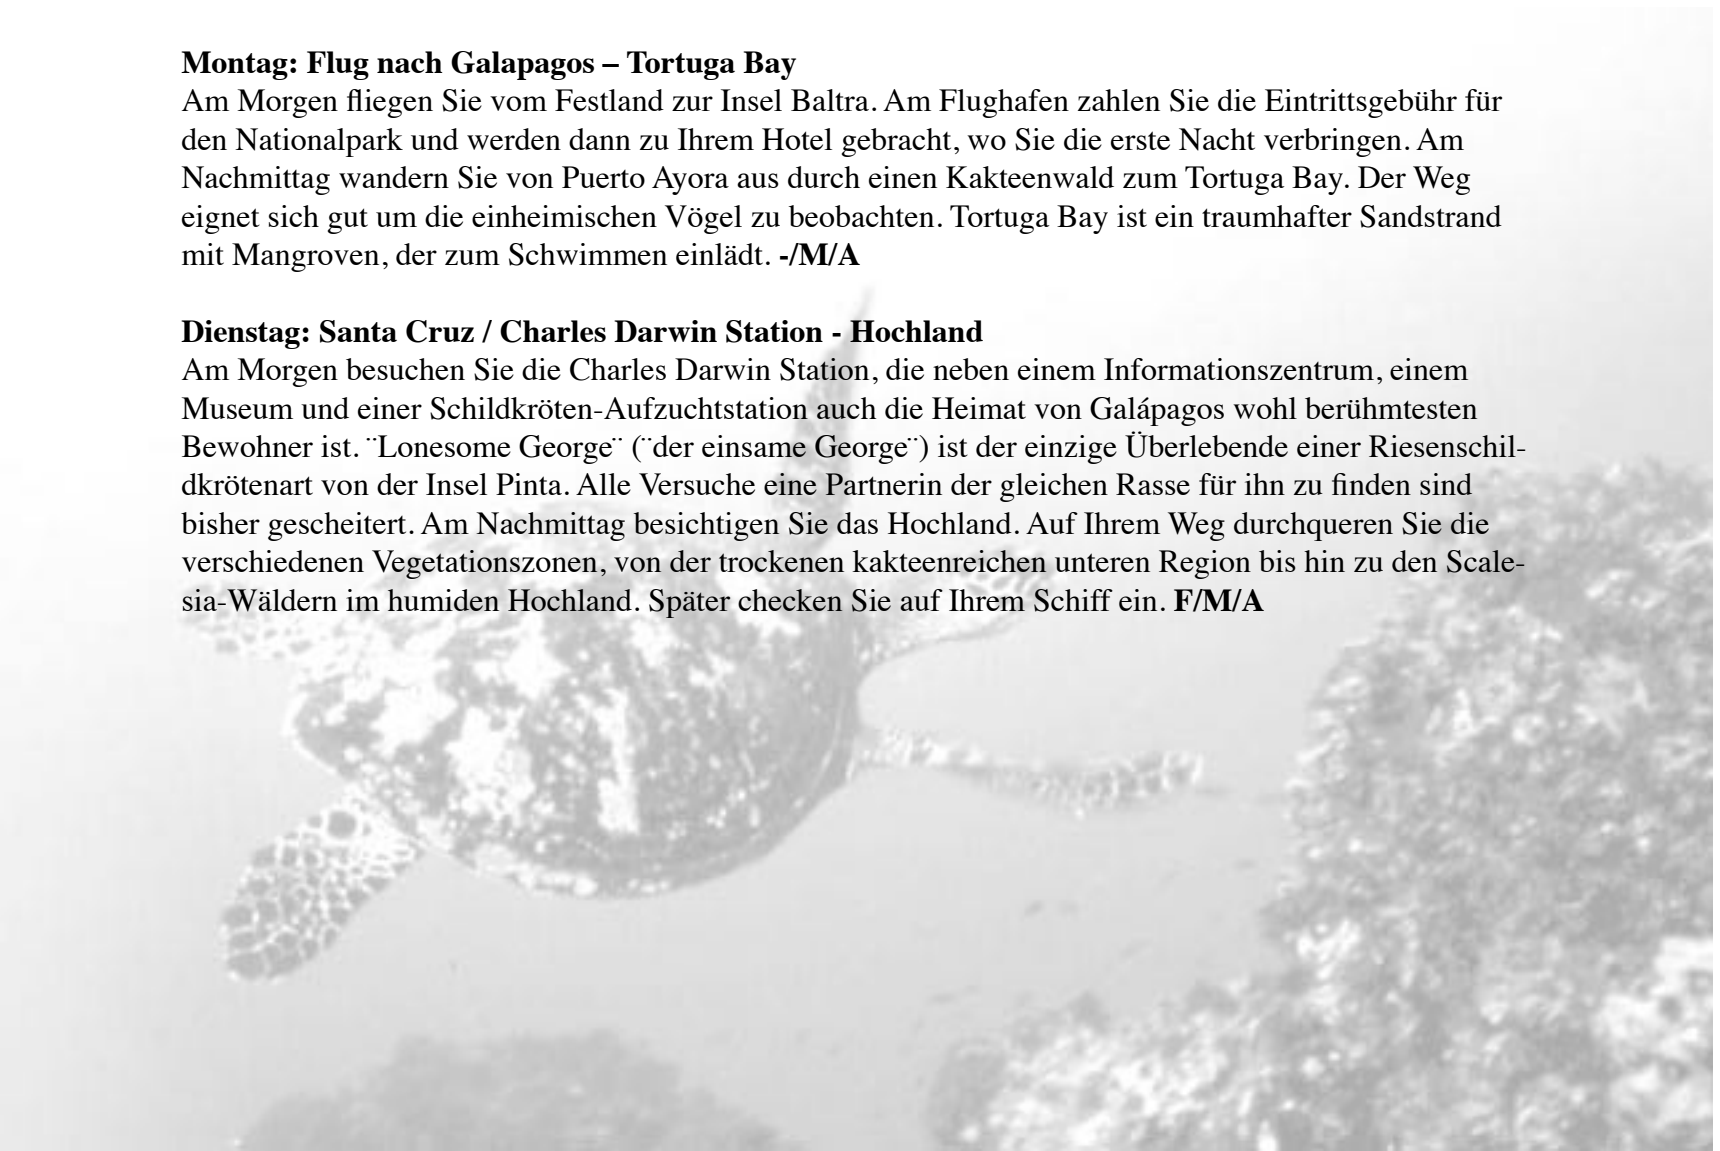 Montag: Flug nach Galapagos – Tortuga Bay
Am Morgen fliegen Sie vom Festland zur Insel Baltra. Am Flughafen zahlen Sie die Eintrittsgebühr für
den Nationalpark und werden dann zu Ihrem Hotel gebracht, wo Sie die erste Nacht verbringen. Am
Nachmittag wandern Sie von Puerto Ayora aus durch einen Kakteenwald zum Tortuga Bay. Der Weg
eignet sich gut um die einheimischen Vögel zu beobachten. Tortuga Bay ist ein traumhafter Sandstrand
mit Mangroven, der zum Schwimmen einlädt. -/M/A
Dienstag: Santa Cruz / Charles Darwin Station - Hochland
Am Morgen besuchen Sie die Charles Darwin Station, die neben einem Informationszentrum, einem
Museum und einer Schildkröten-Aufzuchtstation auch die Heimat von Galápagos wohl berühmtesten
Bewohner ist. ¨Lonesome George¨ (¨der einsame George¨) ist der einzige Überlebende einer Riesenschil-
dkrötenart von der Insel Pinta. Alle Versuche eine Partnerin der gleichen Rasse für ihn zu finden sind
bisher gescheitert. Am Nachmittag besichtigen Sie das Hochland. Auf Ihrem Weg durchqueren Sie die
verschiedenen Vegetationszonen, von der trockenen kakteenreichen unteren Region bis hin zu den Scale-
sia-Wäldern im humiden Hochland. Später checken Sie auf Ihrem Schiff ein. F/M/A